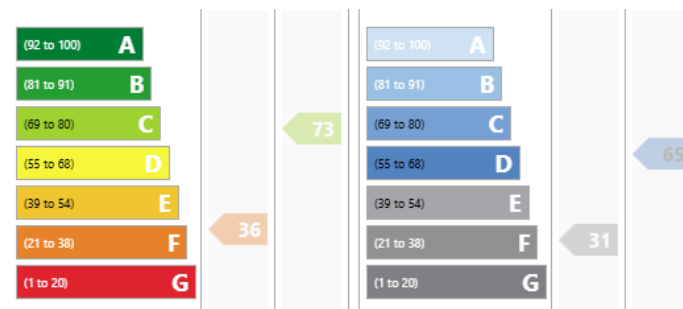 (92 to 100) A
(81 to 91) B
(69 to 80) C
(55 to 68) D
(39 to 54) E
(21 to 38) F
(1 to 20) G
36
73
(92 to 100) A
(81 to 91) B
(69 to 80) C
(55 to 68) D
(39 to 54) E
(21 to 38) F
(1 to 20) G
31
65